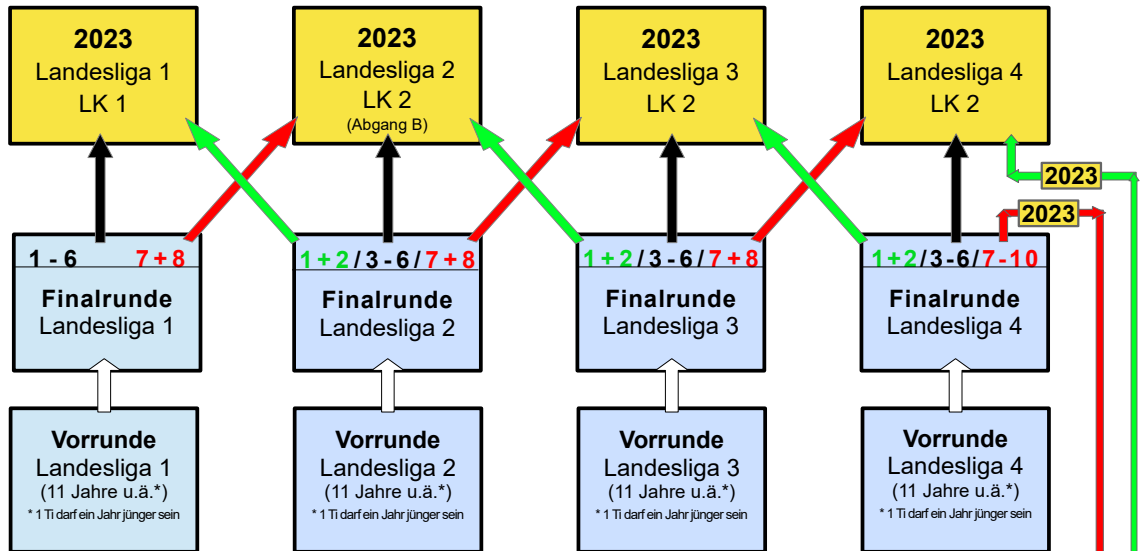 2023
Landesliga 1
LK 1
2023
Landesliga 2
LK 2
(Abgang B)
2023
Landesliga 3
LK 2
2023
Landesliga 4
LK 2
2023
2023
1 - 6 7 + 8
Finalrunde
Landesliga 1
1 + 2 / 3 - 6 / 7 + 8
Finalrunde
Landesliga 2
1 + 2 / 3 - 6 / 7 + 8
Finalrunde
Landesliga 3
1 + 2 / 3 - 6 / 7 - 10
Finalrunde
Landesliga 4
Vorrunde
Landesliga 1
(11 Jahre u.ä.*)
* 1 Ti darf ein Jahr jünger sein
Vorrunde
Landesliga 2
(11 Jahre u.ä.*)
* 1 Ti darf ein Jahr jünger sein
Vorrunde
Landesliga 3
(11 Jahre u.ä.*)
* 1 Ti darf ein Jahr jünger sein
Vorrunde
Landesliga 4
(11 Jahre u.ä.*)
* 1 Ti darf ein Jahr jünger sein